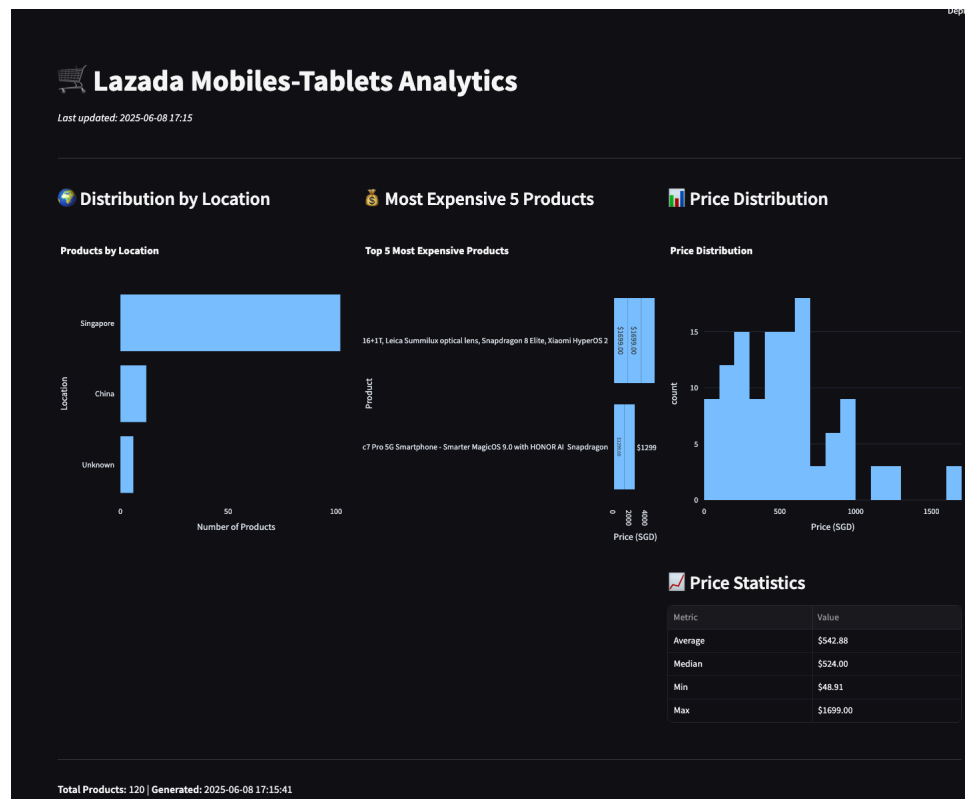 Dep
🛒 Lazada Mobiles-Tablets Analytics
Last updated: 2025-06-08 17:15
🌍 Distribution by Location
Products by Location
Singapore
China
Unknown
Location
0 50 100
Number of Products
💰 Most Expensive 5 Products
Top 5 Most Expensive Products
16+1T, Leica Summilux optical lens, Snapdragon 8 Elite, Xiaomi HyperOS 2
$1699.00 $1699.00
Product
c7 Pro 5G Smartphone - Smarter MagicOS 9.0 with HONOR AI Snapdragon
$1299
0 2000 4000
Price (SGD)
📊 Price Distribution
Price Distribution
15
10
5
0
count
0 500 1000 1500
Price (SGD)
📈 Price Statistics
Metric Value
Average $542.88
Median $524.00
Min $48.91
Max $1699.00
Total Products: 120 | Generated: 2025-06-08 17:15:41